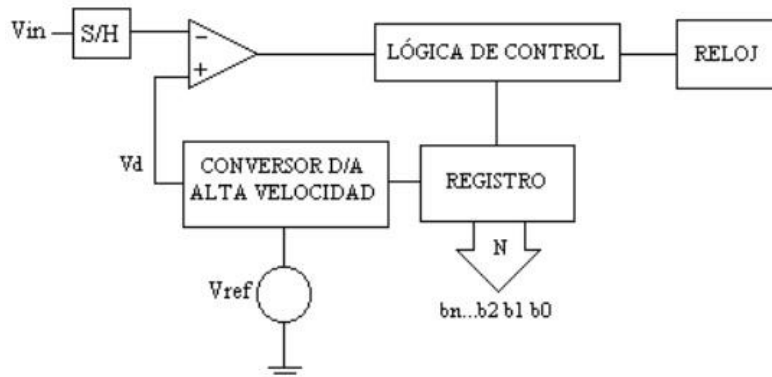 Vin
S/H
−
+
LÓGICA DE CONTROL
RELOJ
Vd
CONVERSOR D/A
ALTA VELOCIDAD
REGISTRO
N
Vref
bn...b2 b1 b0